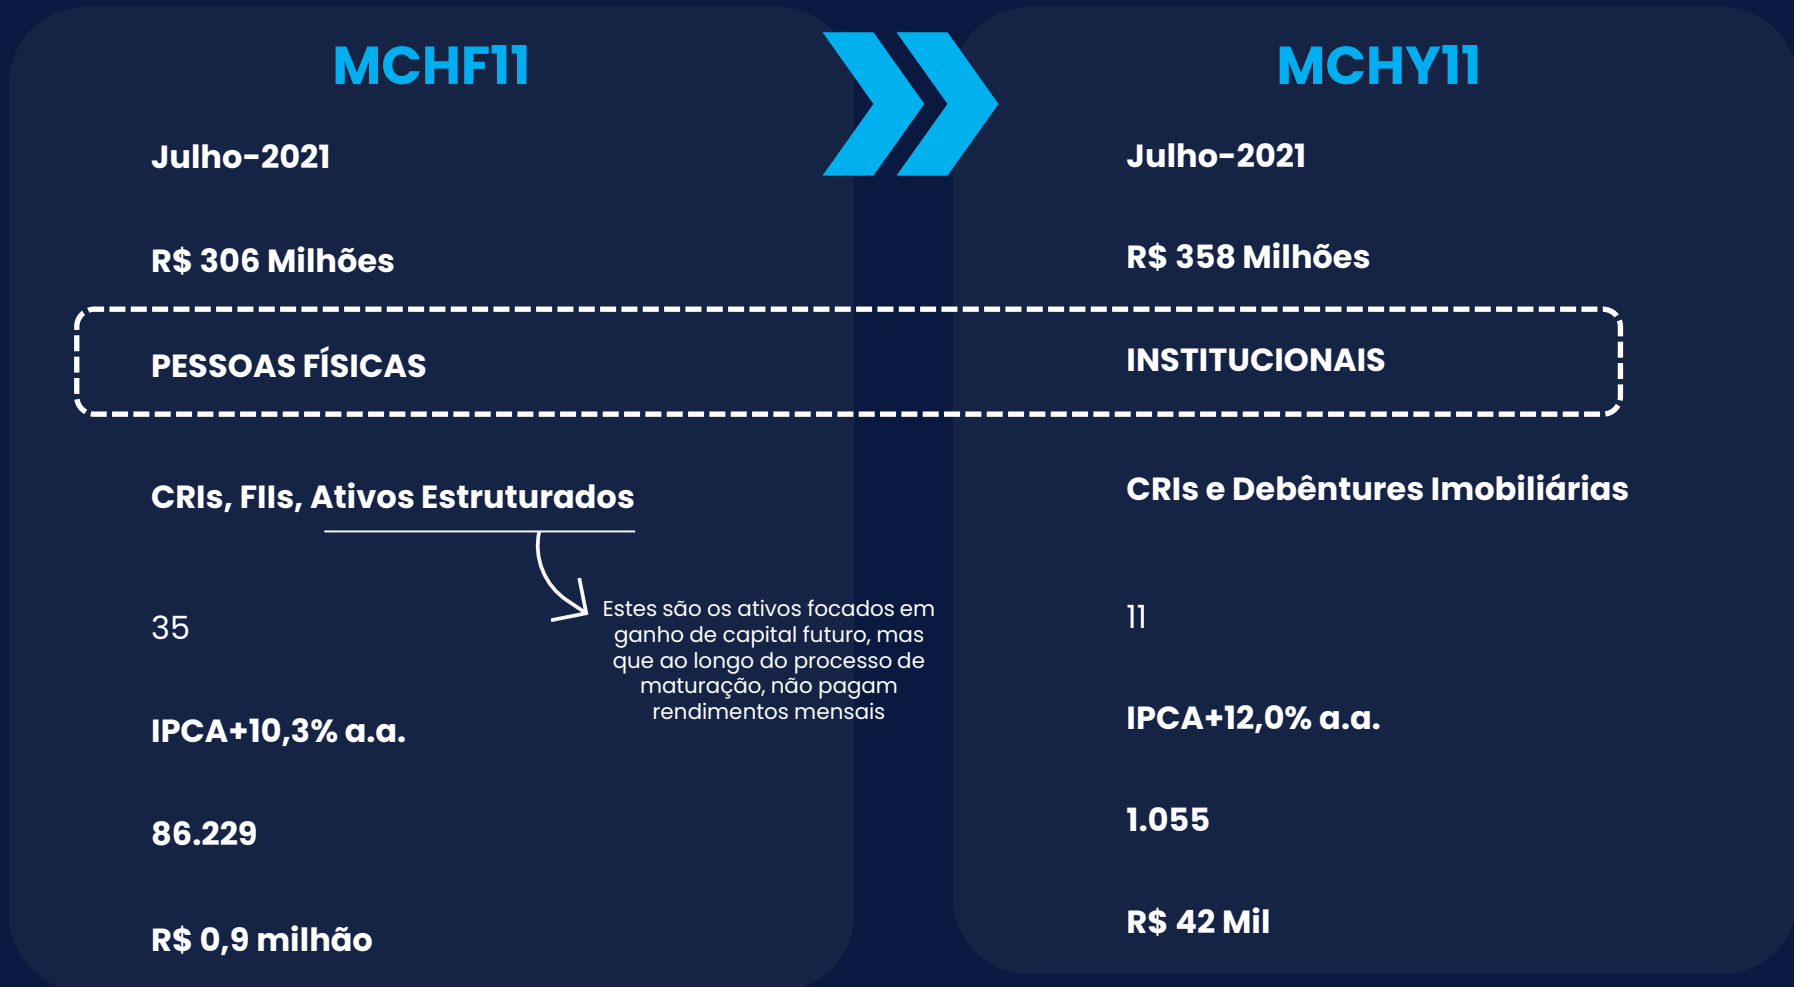 MCHF11
Julho-2021
R$ 306 Milhões
PESSOAS FÍSICAS
CRIs, FIIs, Ativos Estruturados
Estes são os ativos focados em
ganho de capital futuro, mas
que ao longo do processo de
maturação, não pagam
rendimentos mensais
35
IPCA+10,3% a.a.
86.229
R$ 0,9 milhão
MCHY11
Julho-2021
R$ 358 Milhões
INSTITUCIONAIS
CRIs e Debêntures Imobiliárias
11
IPCA+12,0% a.a.
1.055
R$ 42 Mil